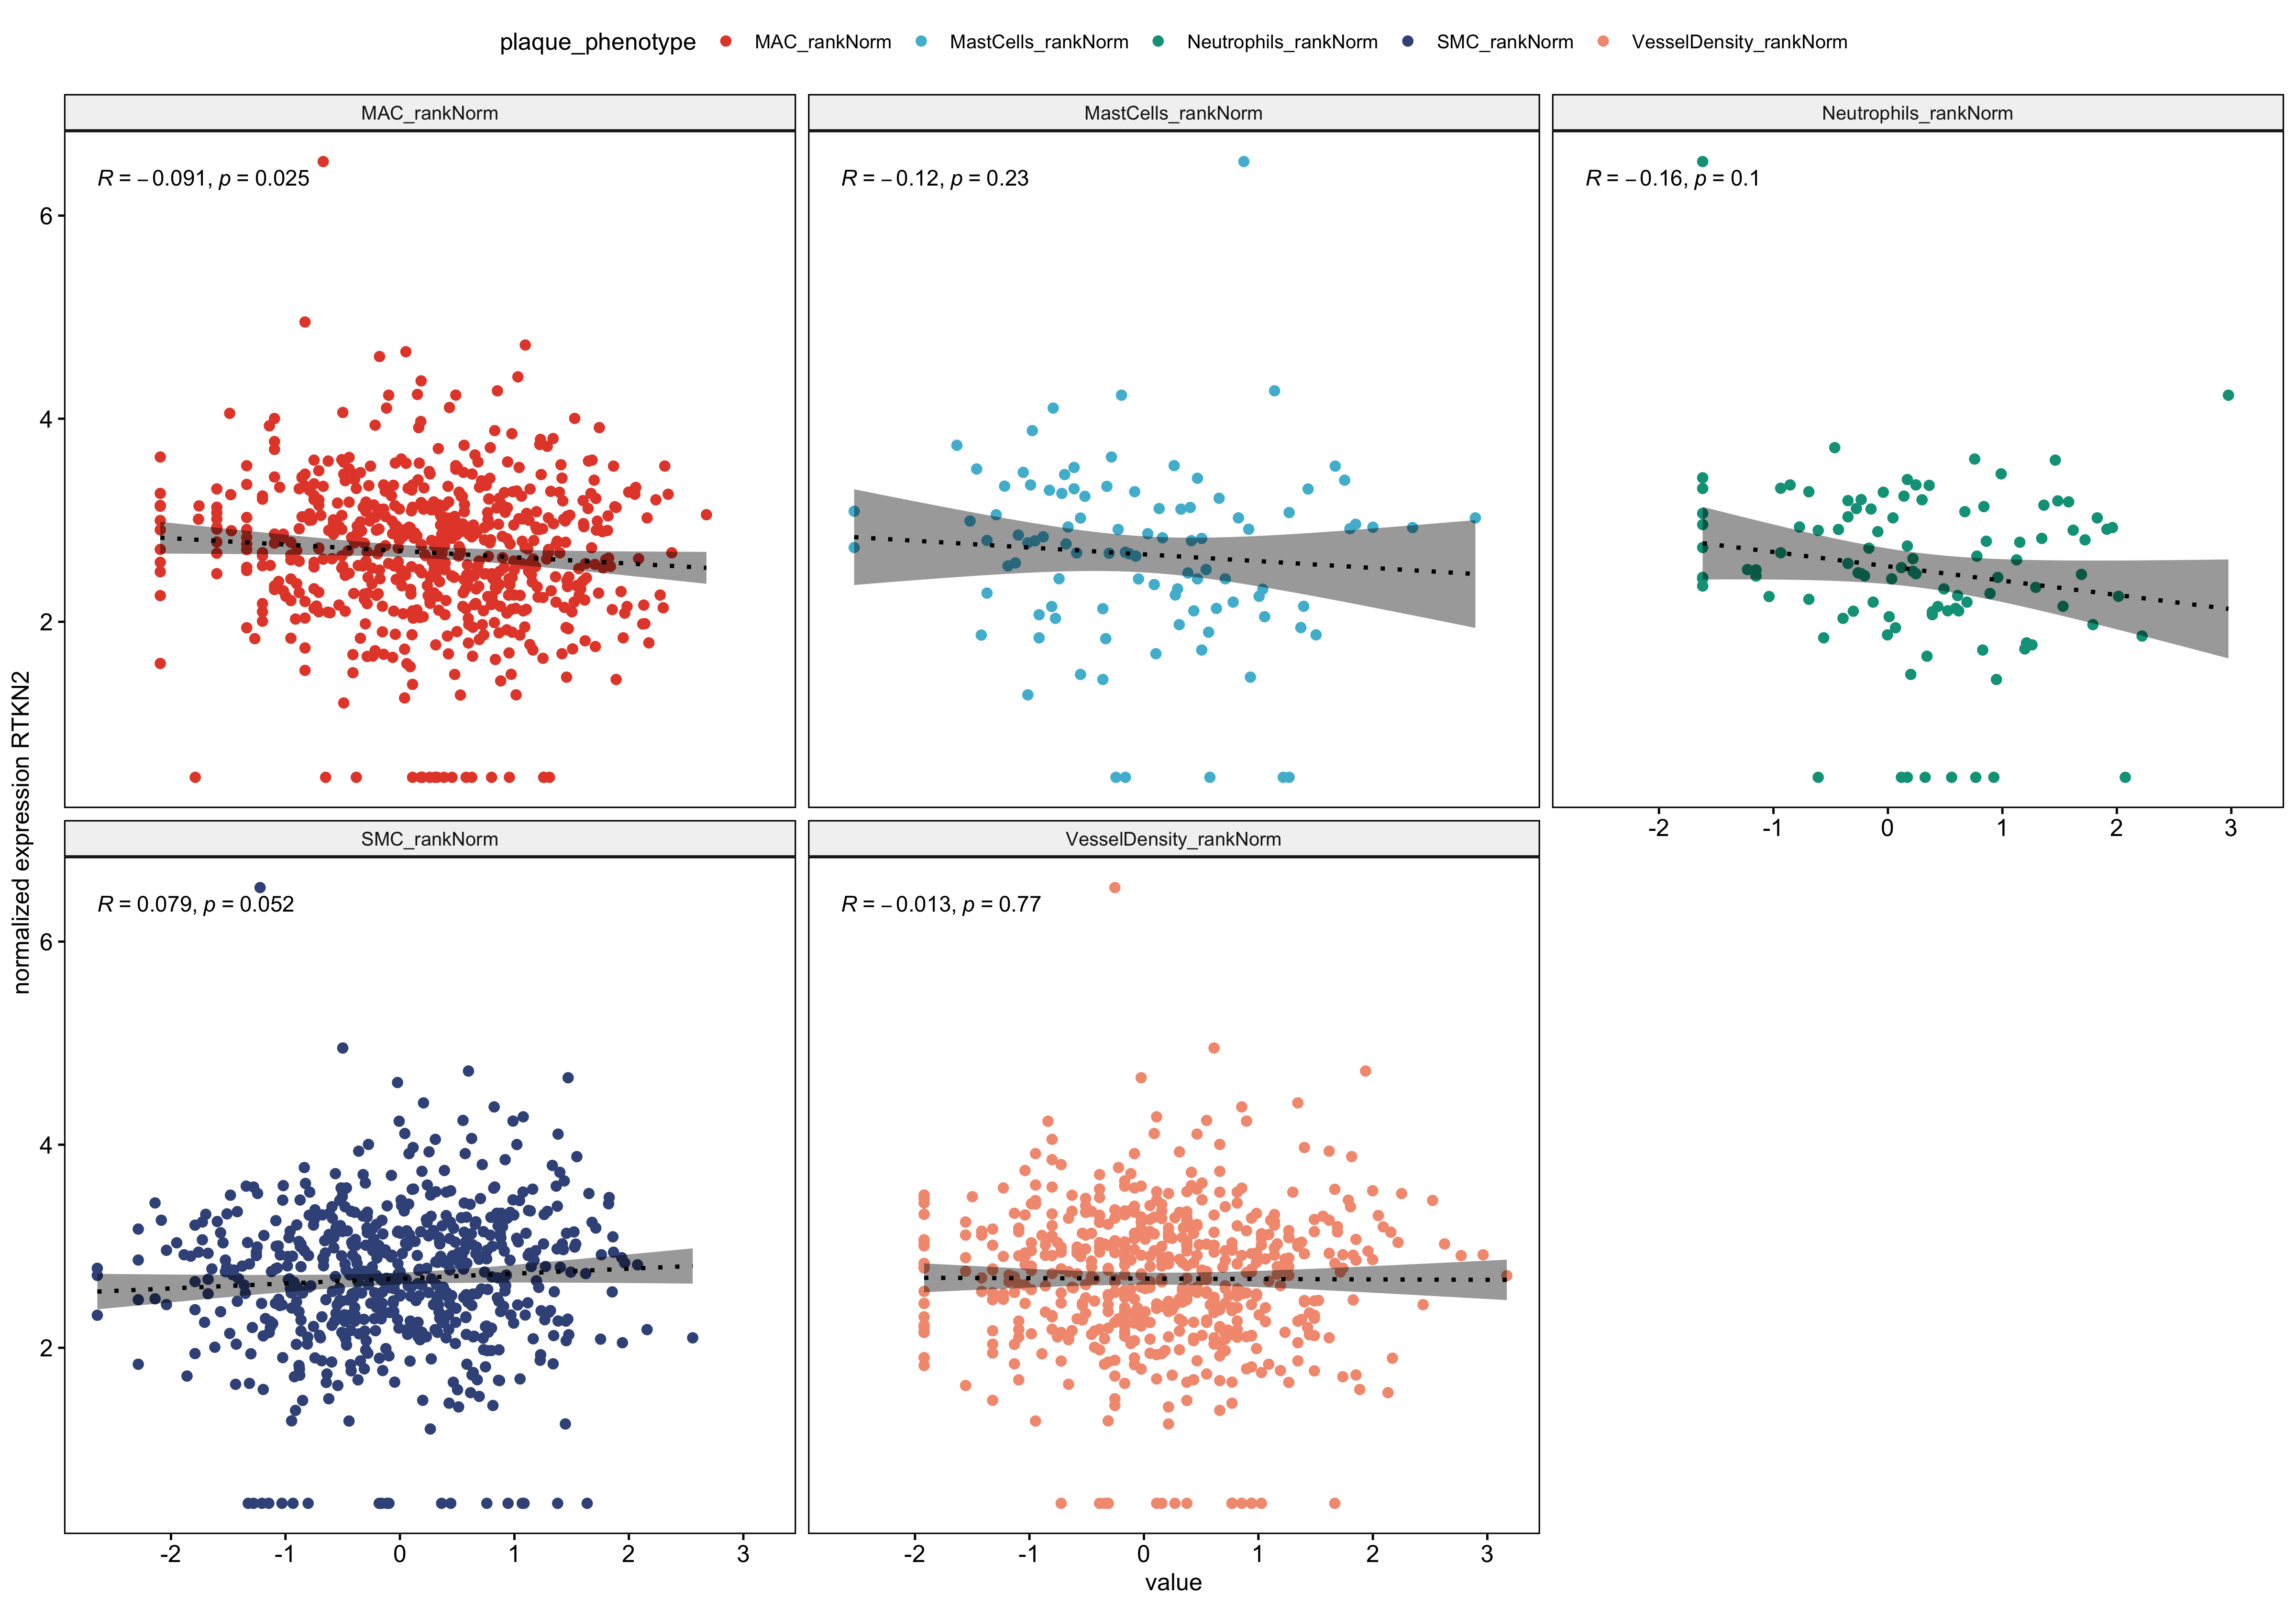 plaque_phenotype MAC_rankNorm MastCells_rankNorm Neutrophils_rankNorm SMC_rankNorm VesselDensity_rankNorm
MAC_rankNorm
R = −0.091, p = 0.025
MastCells_rankNorm
R = −0.12, p = 0.23
Neutrophils_rankNorm
R = −0.16, p = 0.1
6
4
2
-2 -1 0 1 2 3
normalized expression RTKN2
SMC_rankNorm
R = 0.079, p = 0.052
VesselDensity_rankNorm
R = −0.013, p = 0.77
6
4
2
-2 -1 0 1 2 3
-2 -1 0 1 2 3
value